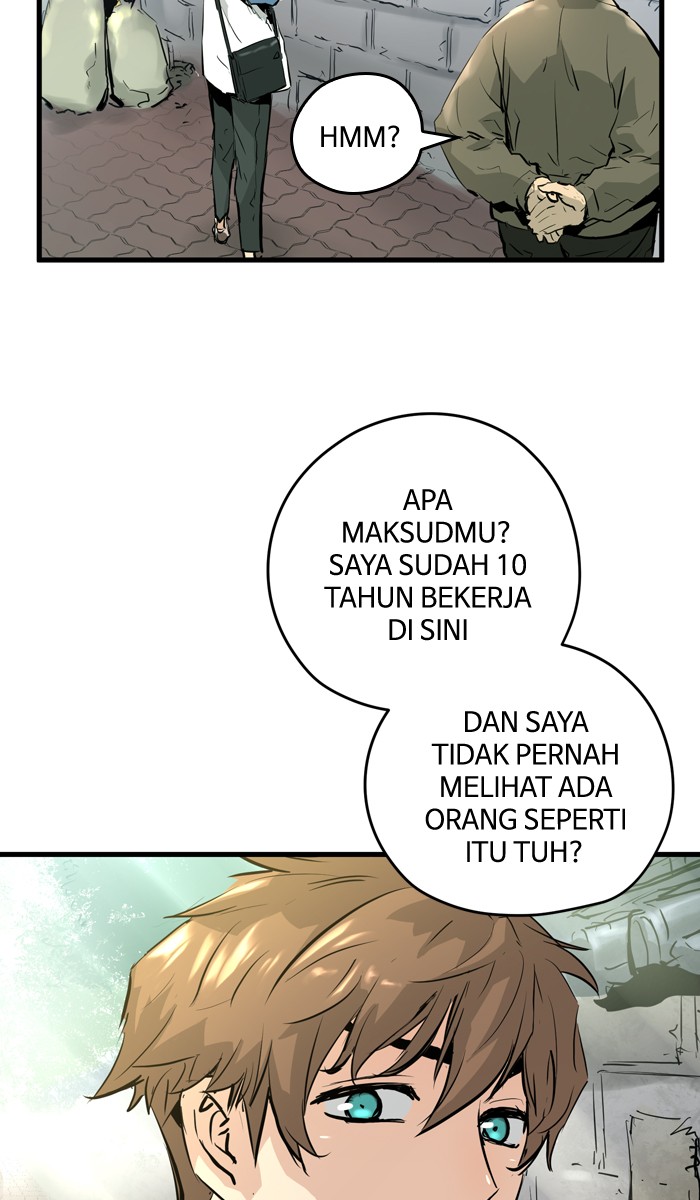 HMM?
APA
MAKSUDMU?
SAYA SUDAH 10
TAHUN BEKERJA
DI SINI
DAN SAYA
TIDAK PERNAH
MELIHAT ADA
ORANG SEPERTI
ITU TUH?